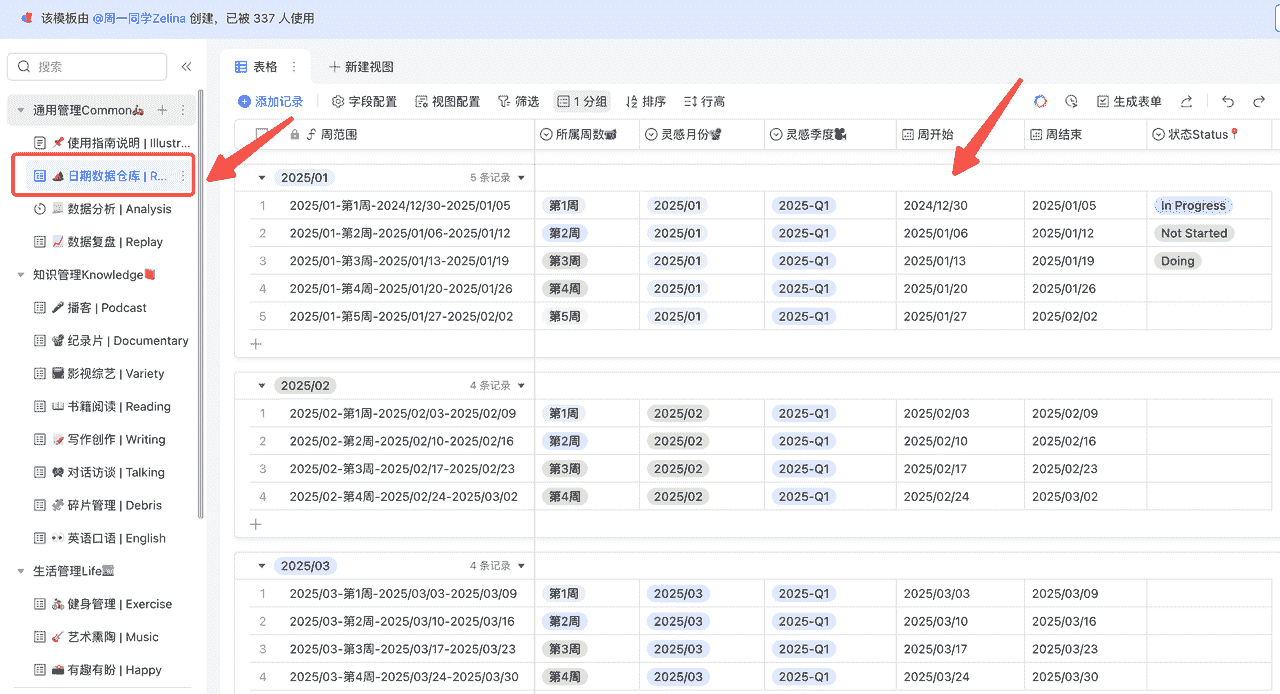 该模板由 @周一同学Zelina 创建，已被 337 人使用
搜索
表格
新建视图
添加记录 字段配置 视图配置 筛选 1 分组 排序 行高 生成表单
通用管理Common
使用指南说明 | Illustr...
日期数据仓库 | R...
数据分析 | Analysis
数据复盘 | Replay
知识管理Knowledge
播客 | Podcast
纪录片 | Documentary
影视综艺 | Variety
书籍阅读 | Reading
写作创作 | Writing
对话访谈 | Talking
碎片管理 | Debris
英语口语 | English
生活管理Life
健身管理 | Exercise
艺术熏陶 | Music
有趣有盼 | Happy
周范围 所属周数 灵感月份 灵感季度 周开始 周结束 状态Status
2025/01 5 条记录
1 2025/01-第1周-2024/12/30-2025/01/05 第1周 2025/01 2025-Q1 2024/12/30 2025/01/05 In Progress
2 2025/01-第2周-2025/01/06-2025/01/12 第2周 2025/01 2025-Q1 2025/01/06 2025/01/12 Not Started
3 2025/01-第3周-2025/01/13-2025/01/19 第3周 2025/01 2025-Q1 2025/01/13 2025/01/19 Doing
4 2025/01-第4周-2025/01/20-2025/01/26 第4周 2025/01 2025-Q1 2025/01/20 2025/01/26
5 2025/01-第5周-2025/01/27-2025/02/02 第5周 2025/01 2025-Q1 2025/01/27 2025/02/02
2025/02 4 条记录
1 2025/02-第1周-2025/02/03-2025/02/09 第1周 2025/02 2025-Q1 2025/02/03 2025/02/09
2 2025/02-第2周-2025/02/10-2025/02/16 第2周 2025/02 2025-Q1 2025/02/10 2025/02/16
3 2025/02-第3周-2025/02/17-2025/02/23 第3周 2025/02 2025-Q1 2025/02/17 2025/02/23
4 2025/02-第4周-2025/02/24-2025/03/02 第4周 2025/02 2025-Q1 2025/02/24 2025/03/02
2025/03 4 条记录
1 2025/03-第1周-2025/03/03-2025/03/09 第1周 2025/03 2025-Q1 2025/03/03 2025/03/09
2 2025/03-第2周-2025/03/10-2025/03/16 第2周 2025/03 2025-Q1 2025/03/10 2025/03/16
3 2025/03-第3周-2025/03/17-2025/03/23 第3周 2025/03 2025-Q1 2025/03/17 2025/03/23
4 2025/03-第4周-2025/03/24-2025/03/30 第4周 2025/03 2025-Q1 2025/03/24 2025/03/30